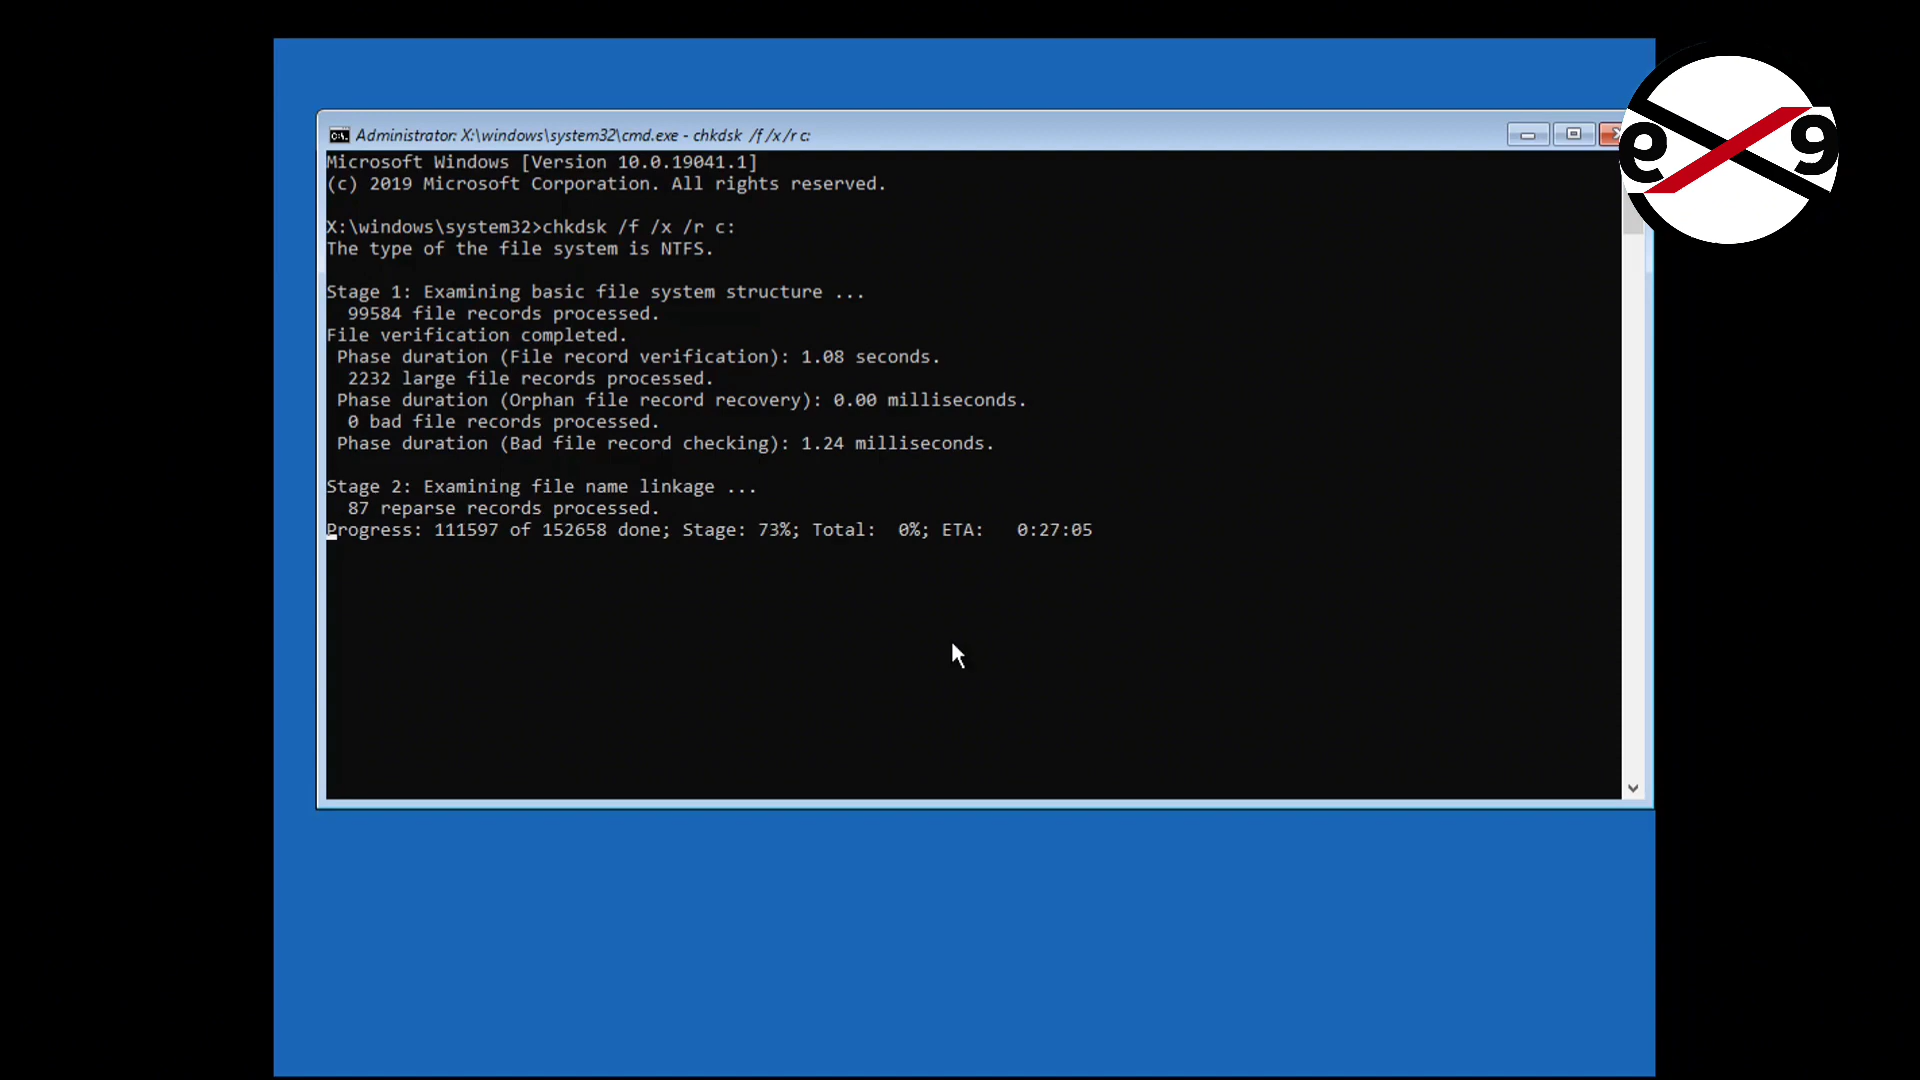 Administrator: X:\windows\system32\cmd.exe - chkdsk /f /x /r c:
Microsoft Windows [Version 10.0.19041.1]
(c) 2019 Microsoft Corporation. All rights reserved.
X:\windows\system32>chkdsk /f /x /r c:
The type of the file system is NTFS.
Stage 1: Examining basic file system structure ...
99584 file records processed.
File verification completed.
Phase duration (File record verification): 1.08 seconds.
2232 large file records processed.
Phase duration (Orphan file record recovery): 0.00 milliseconds.
0 bad file records processed.
Phase duration (Bad file record checking): 1.24 milliseconds.
Stage 2: Examining file name linkage ...
87 reparse records processed.
Progress: 111597 of 152658 done; Stage: 73%; Total:  0%; ETA:   0:27:05
e 9